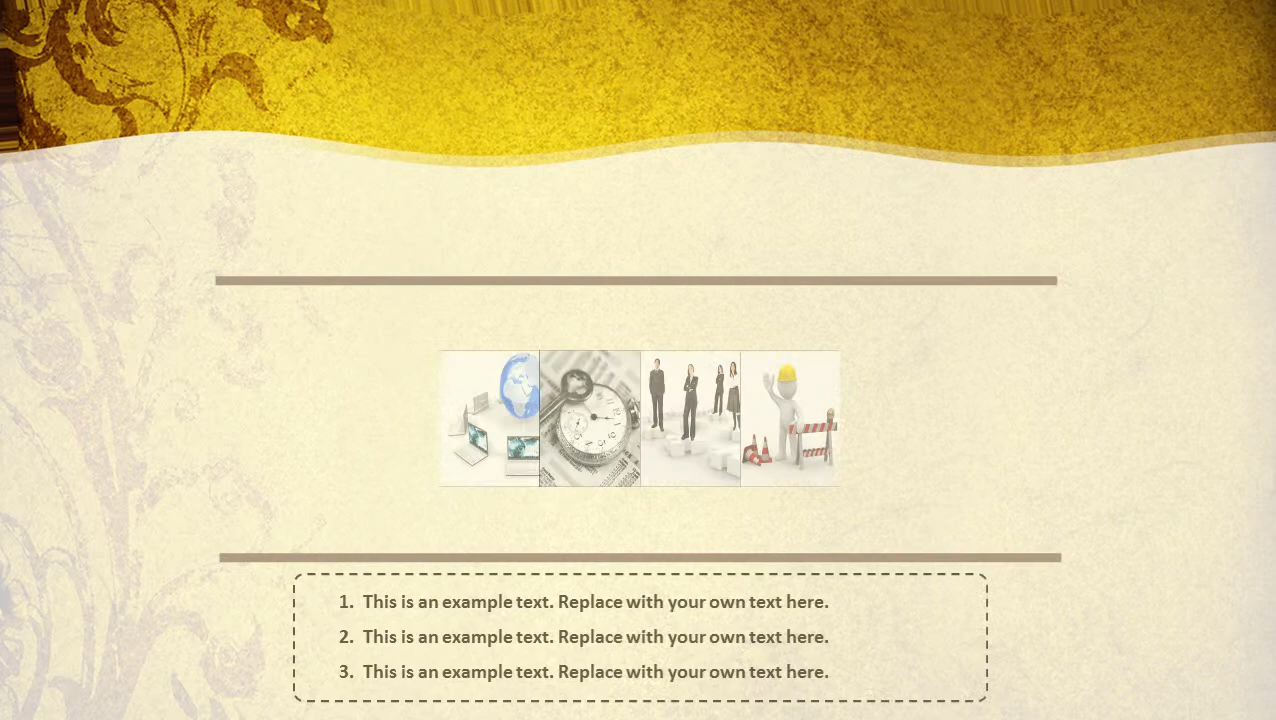 1. This is an example text. Replace with your own text here.
2. This is an example text. Replace with your own text here.
3. This is an example text. Replace with your own text here.